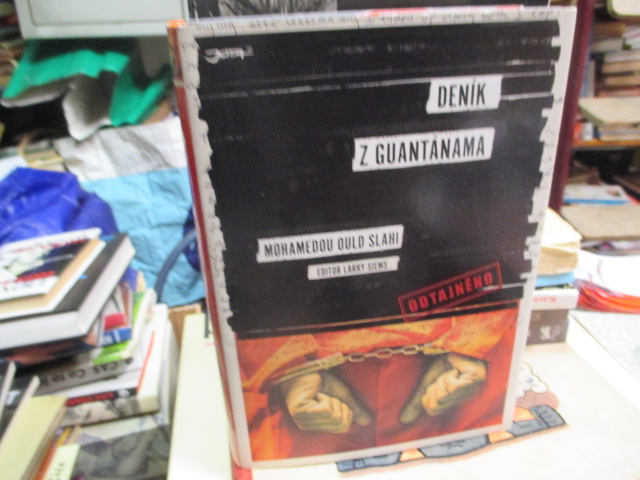 DENÍK
Z GUANTÁNAMA
MOHAMEDOU OULD SLAHI
EDITOR LARRY SIEMS
ODTAJNĚNO